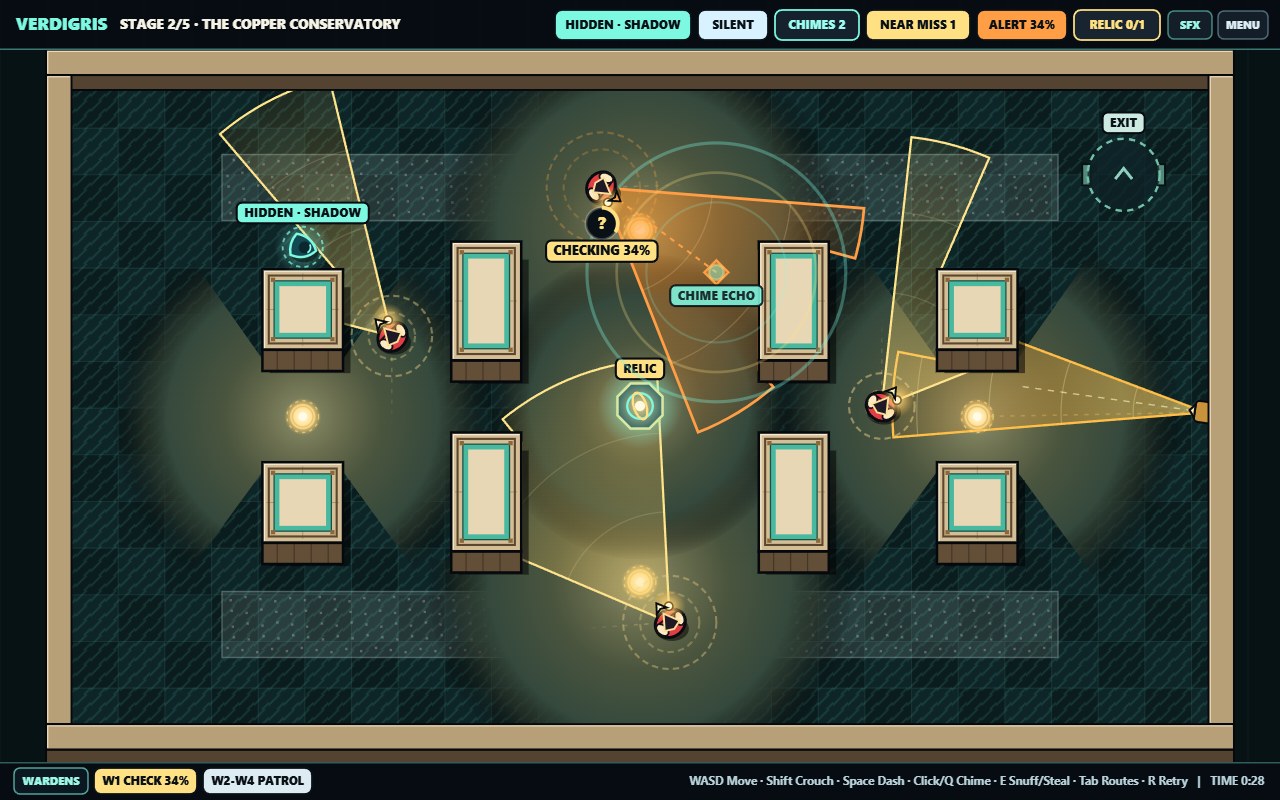 VERDIGRIS STAGE 2/5 · THE COPPER CONSERVATORY HIDDEN · SHADOW SILENT CHIMES 2 NEAR MISS 1 ALERT 34% RELIC 0/1 SFX MENU
EXIT
HIDDEN · SHADOW
?
CHECKING 34%
CHIME ECHO
RELIC
WARDENS W1 CHECK 34% W2-W4 PATROL WASD Move · Shift Crouch · Space Dash · Click/Q Chime · E Snuff/Steal · Tab Routes · R Retry | TIME 0:28